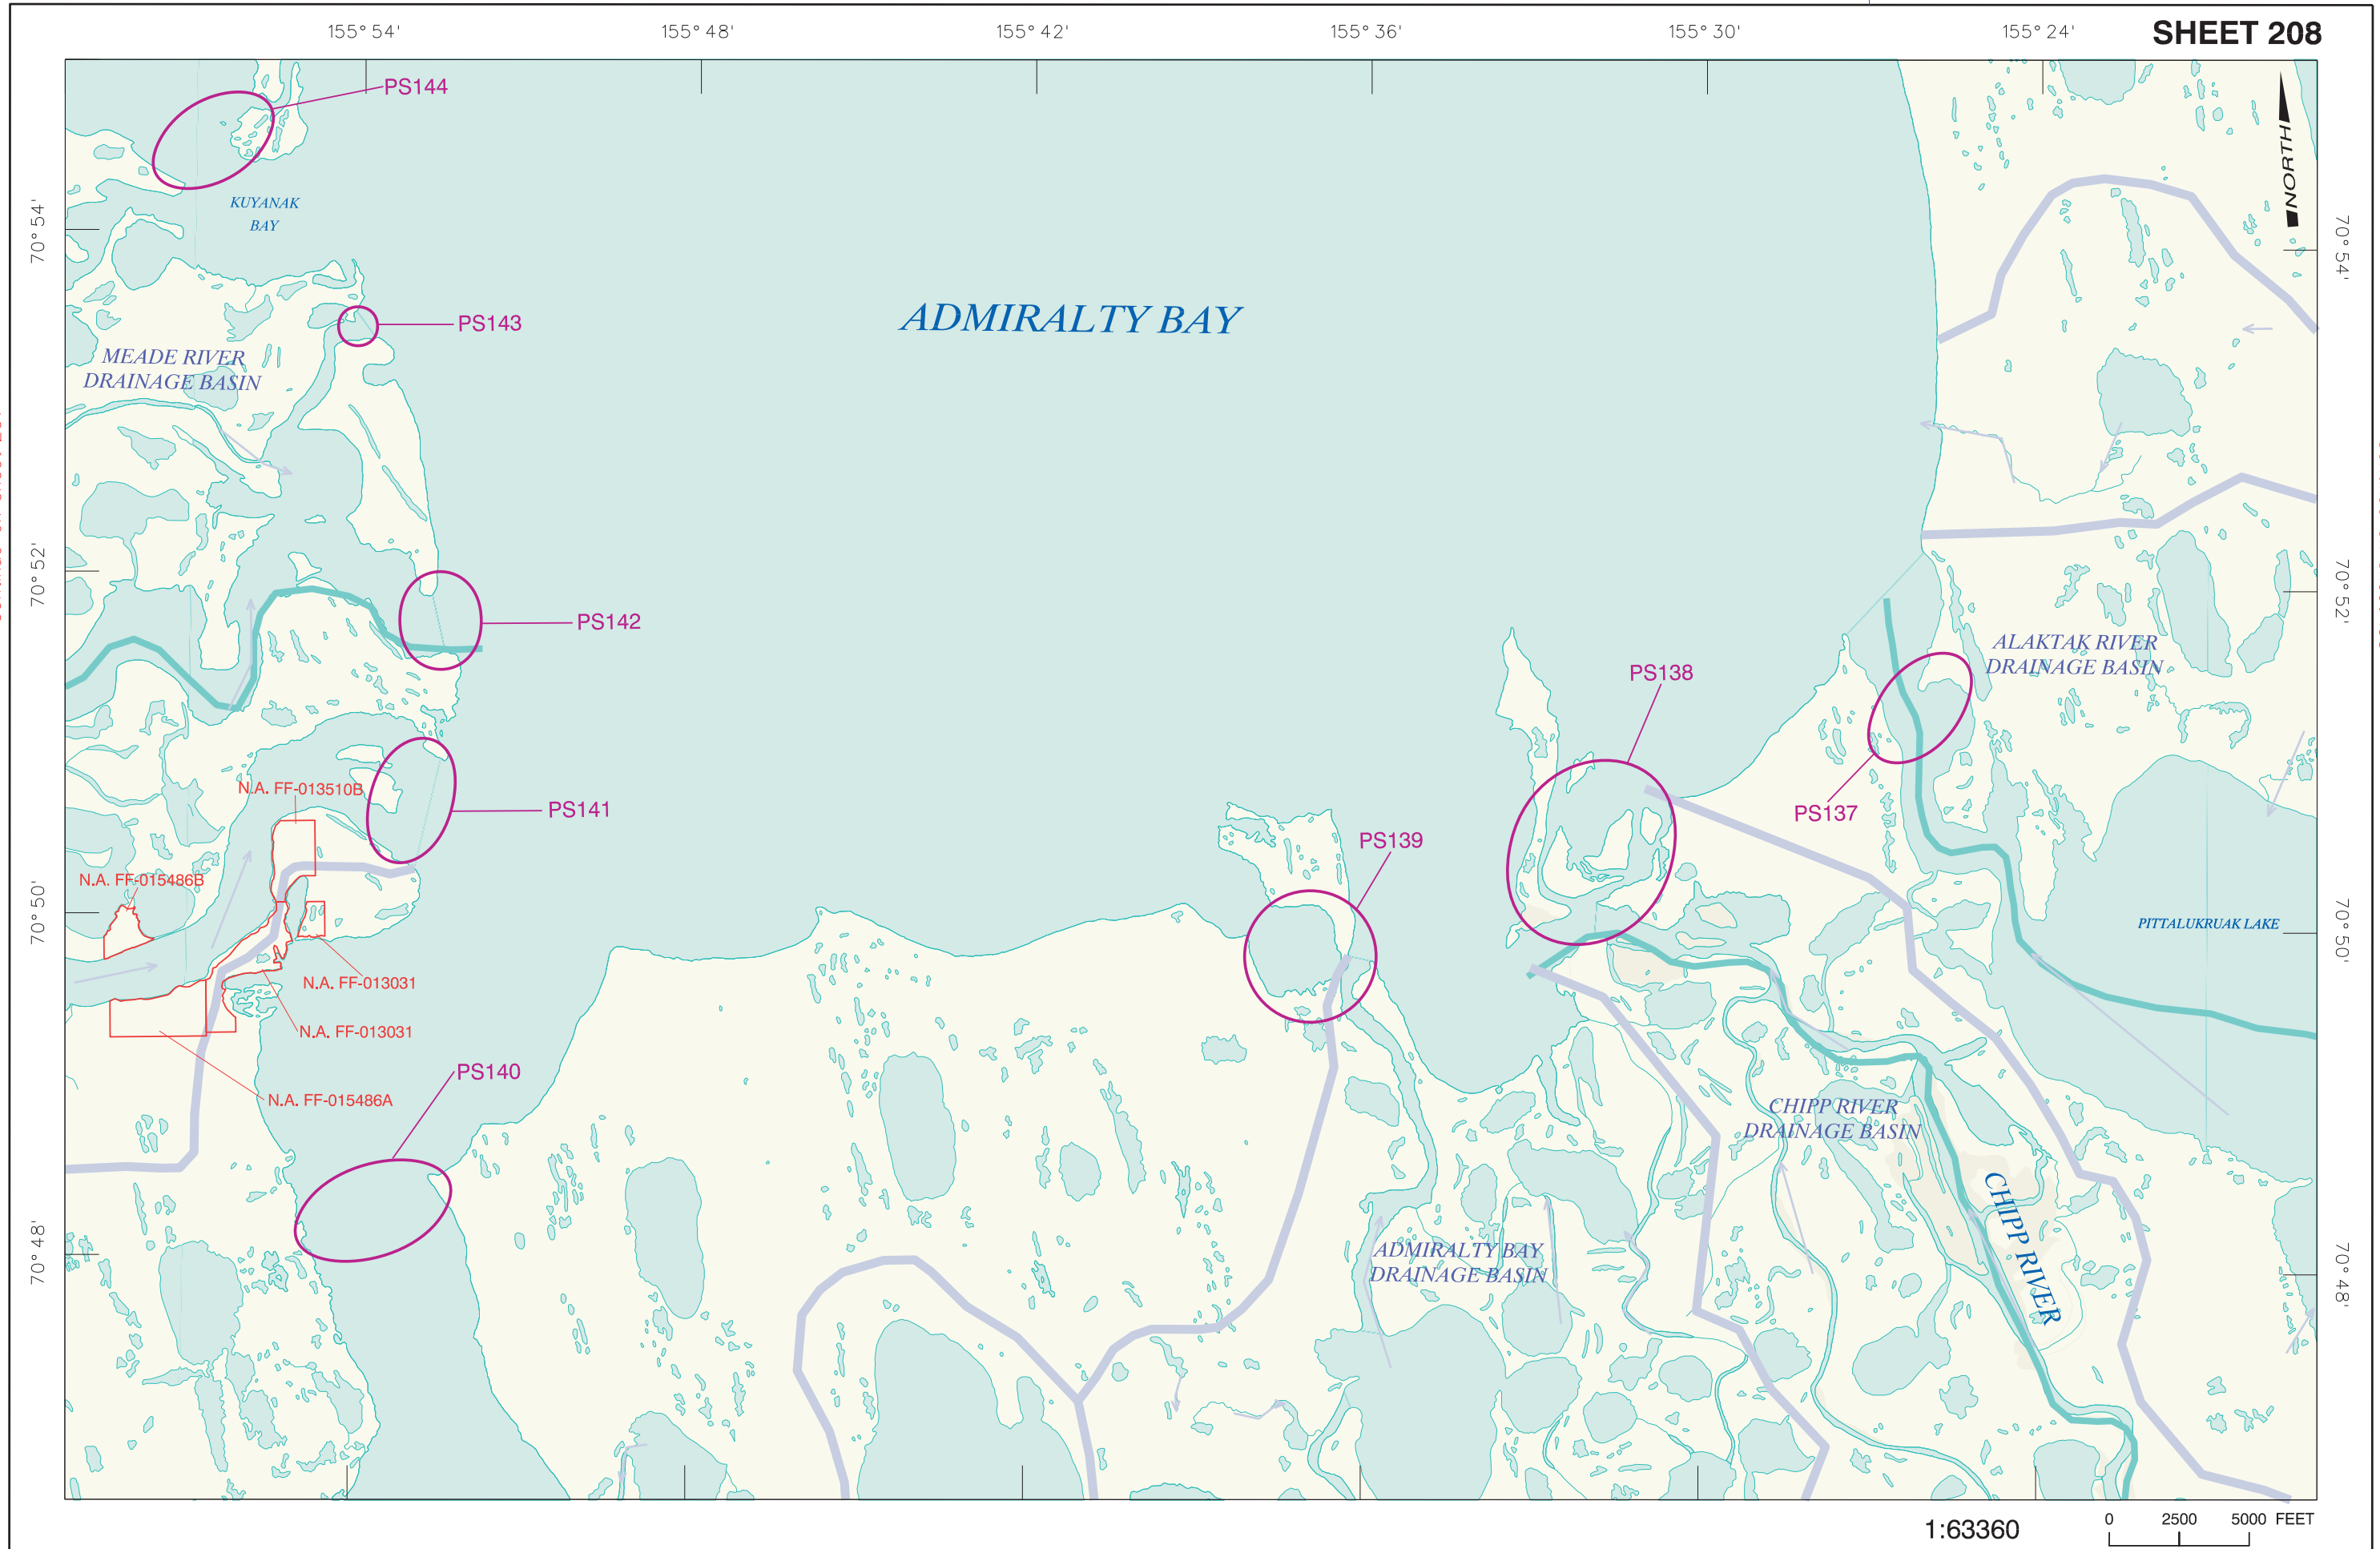 SHEET 208
155° 54'
155° 48'
155° 42'
155° 36'
155° 30'
155° 24'
PS144
NORTH
KUYANAK
BAY
70° 54'
70° 54'
ADMIRALTY BAY
PS143
MEADE RIVER
DRAINAGE BASIN
70° 52'
70° 52'
PS142
ALAKTAK RIVER
DRAINAGE BASIN
PS138
N.A. FF-013510B
PS141
PS137
PS139
N.A. FF-015486B
70° 50'
70° 50'
PITTALUKRUAK LAKE
N.A. FF-013031
N.A. FF-013031
PS140
N.A. FF-015486A
CHIPP RIVER
DRAINAGE BASIN
CHIPP RIVER
70° 48'
70° 48'
ADMIRALTY BAY
DRAINAGE BASIN
1:63360
0 2500 5000 FEET